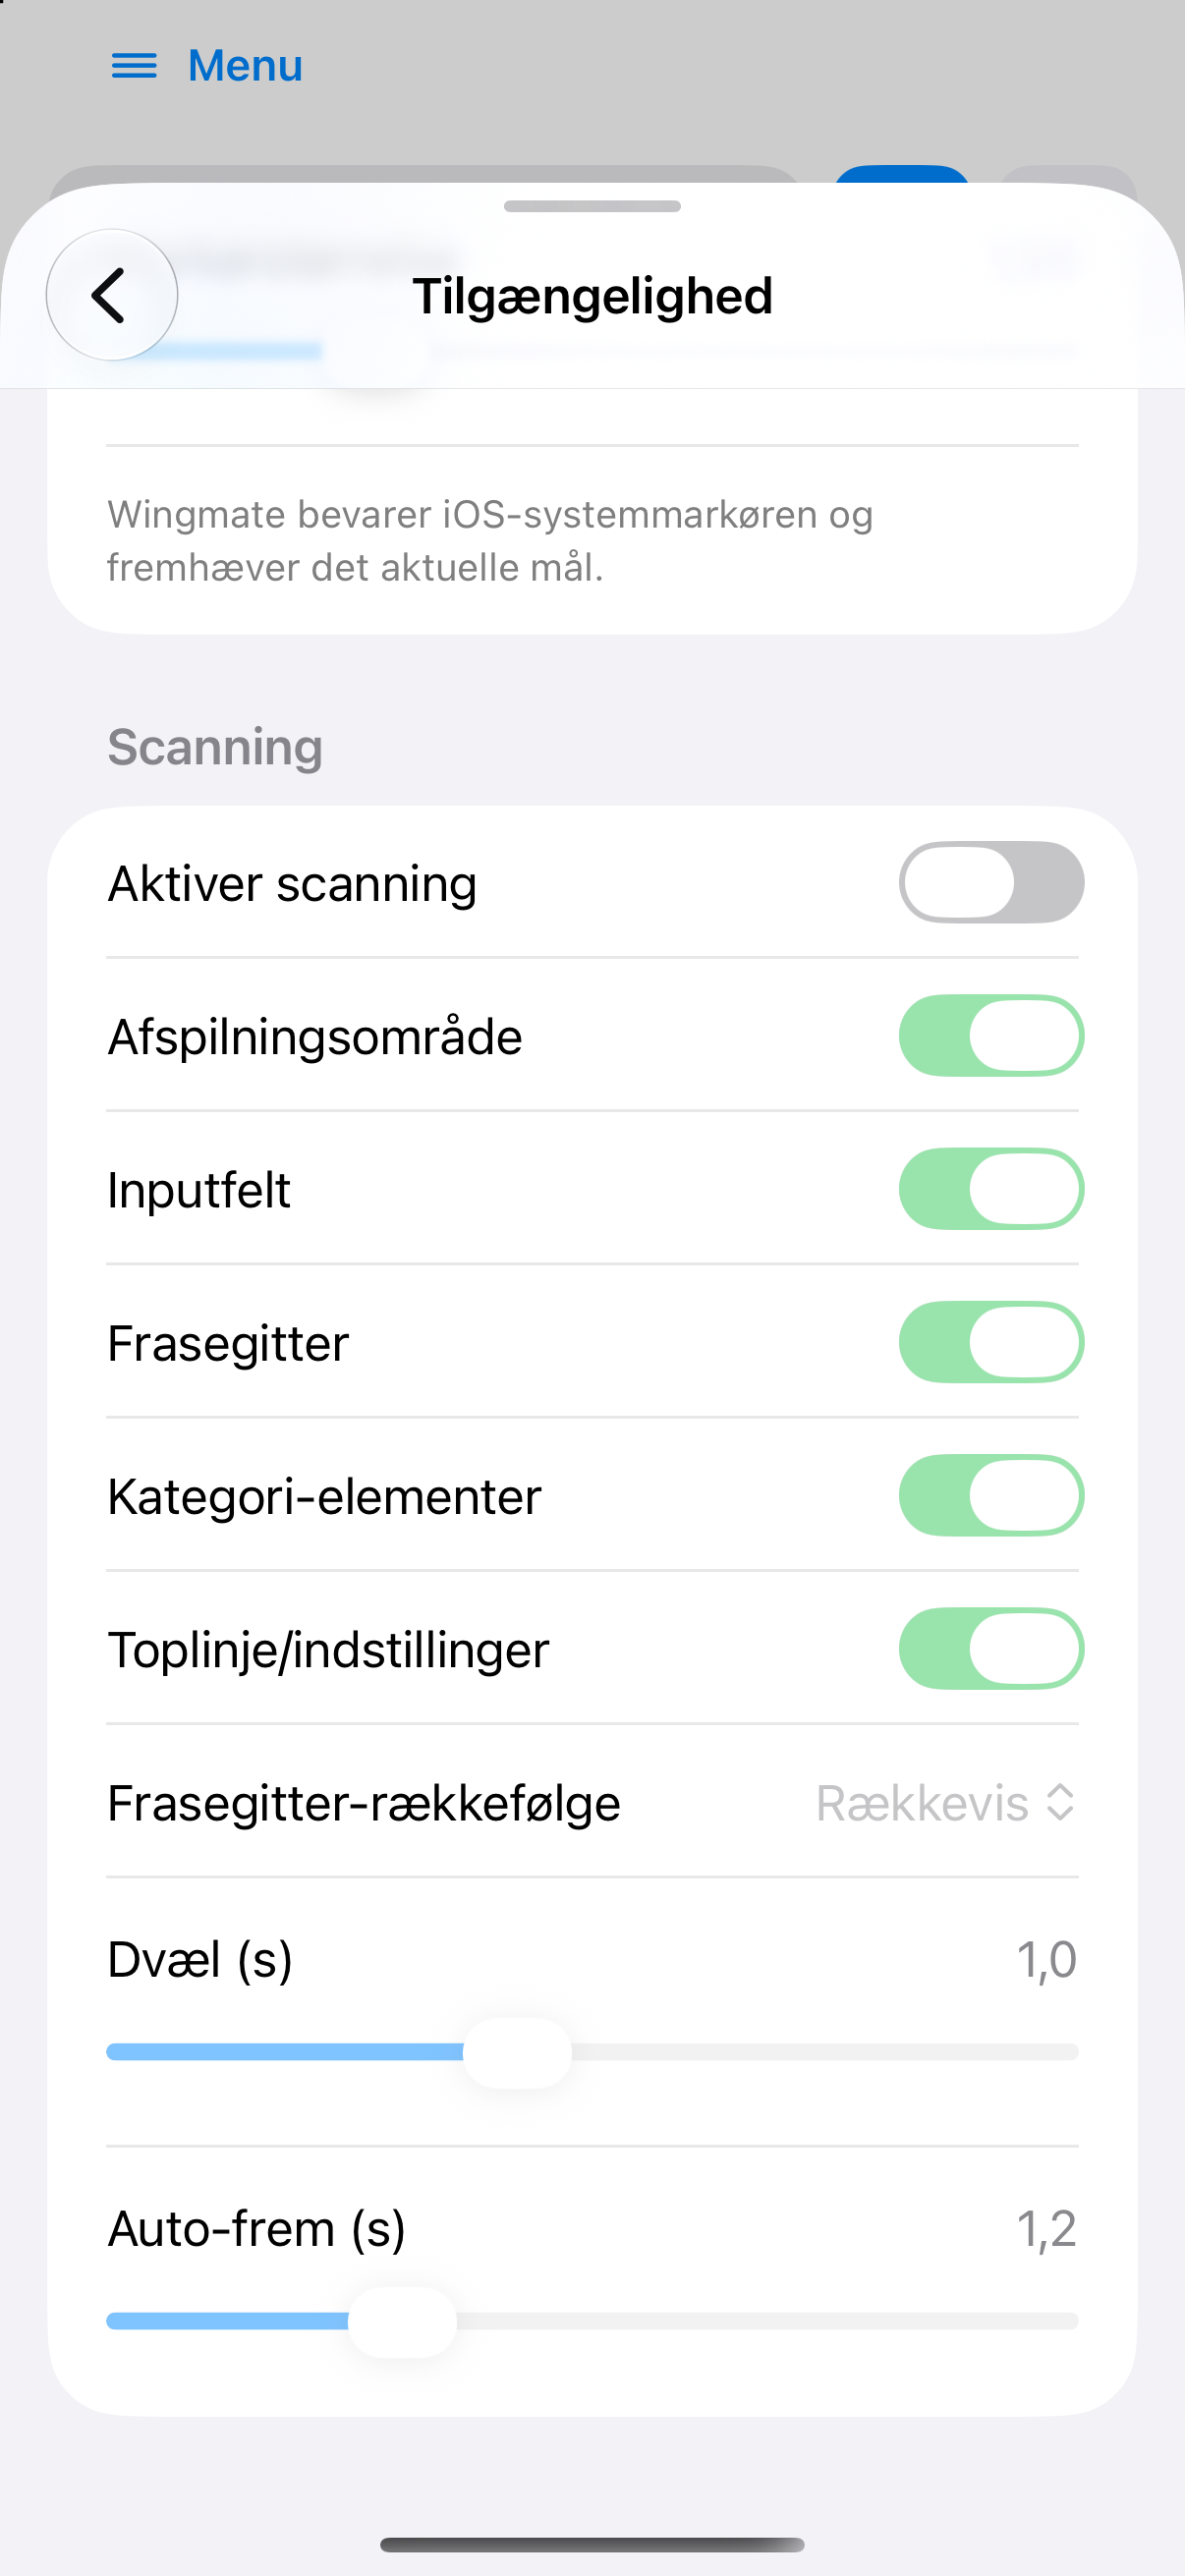 Menu
Tilgængelighed
Wingmate bevarer iOS-systemmarkøren og
fremhæver det aktuelle mål.
Scanning
Aktiver scanning
Afspilningsområde
Inputfelt
Frasegitter
Kategori-elementer
Toplinje/indstillinger
Frasegitter-rækkefølge Rækkevis
Dvæl (s) 1,0
Auto-frem (s) 1,2